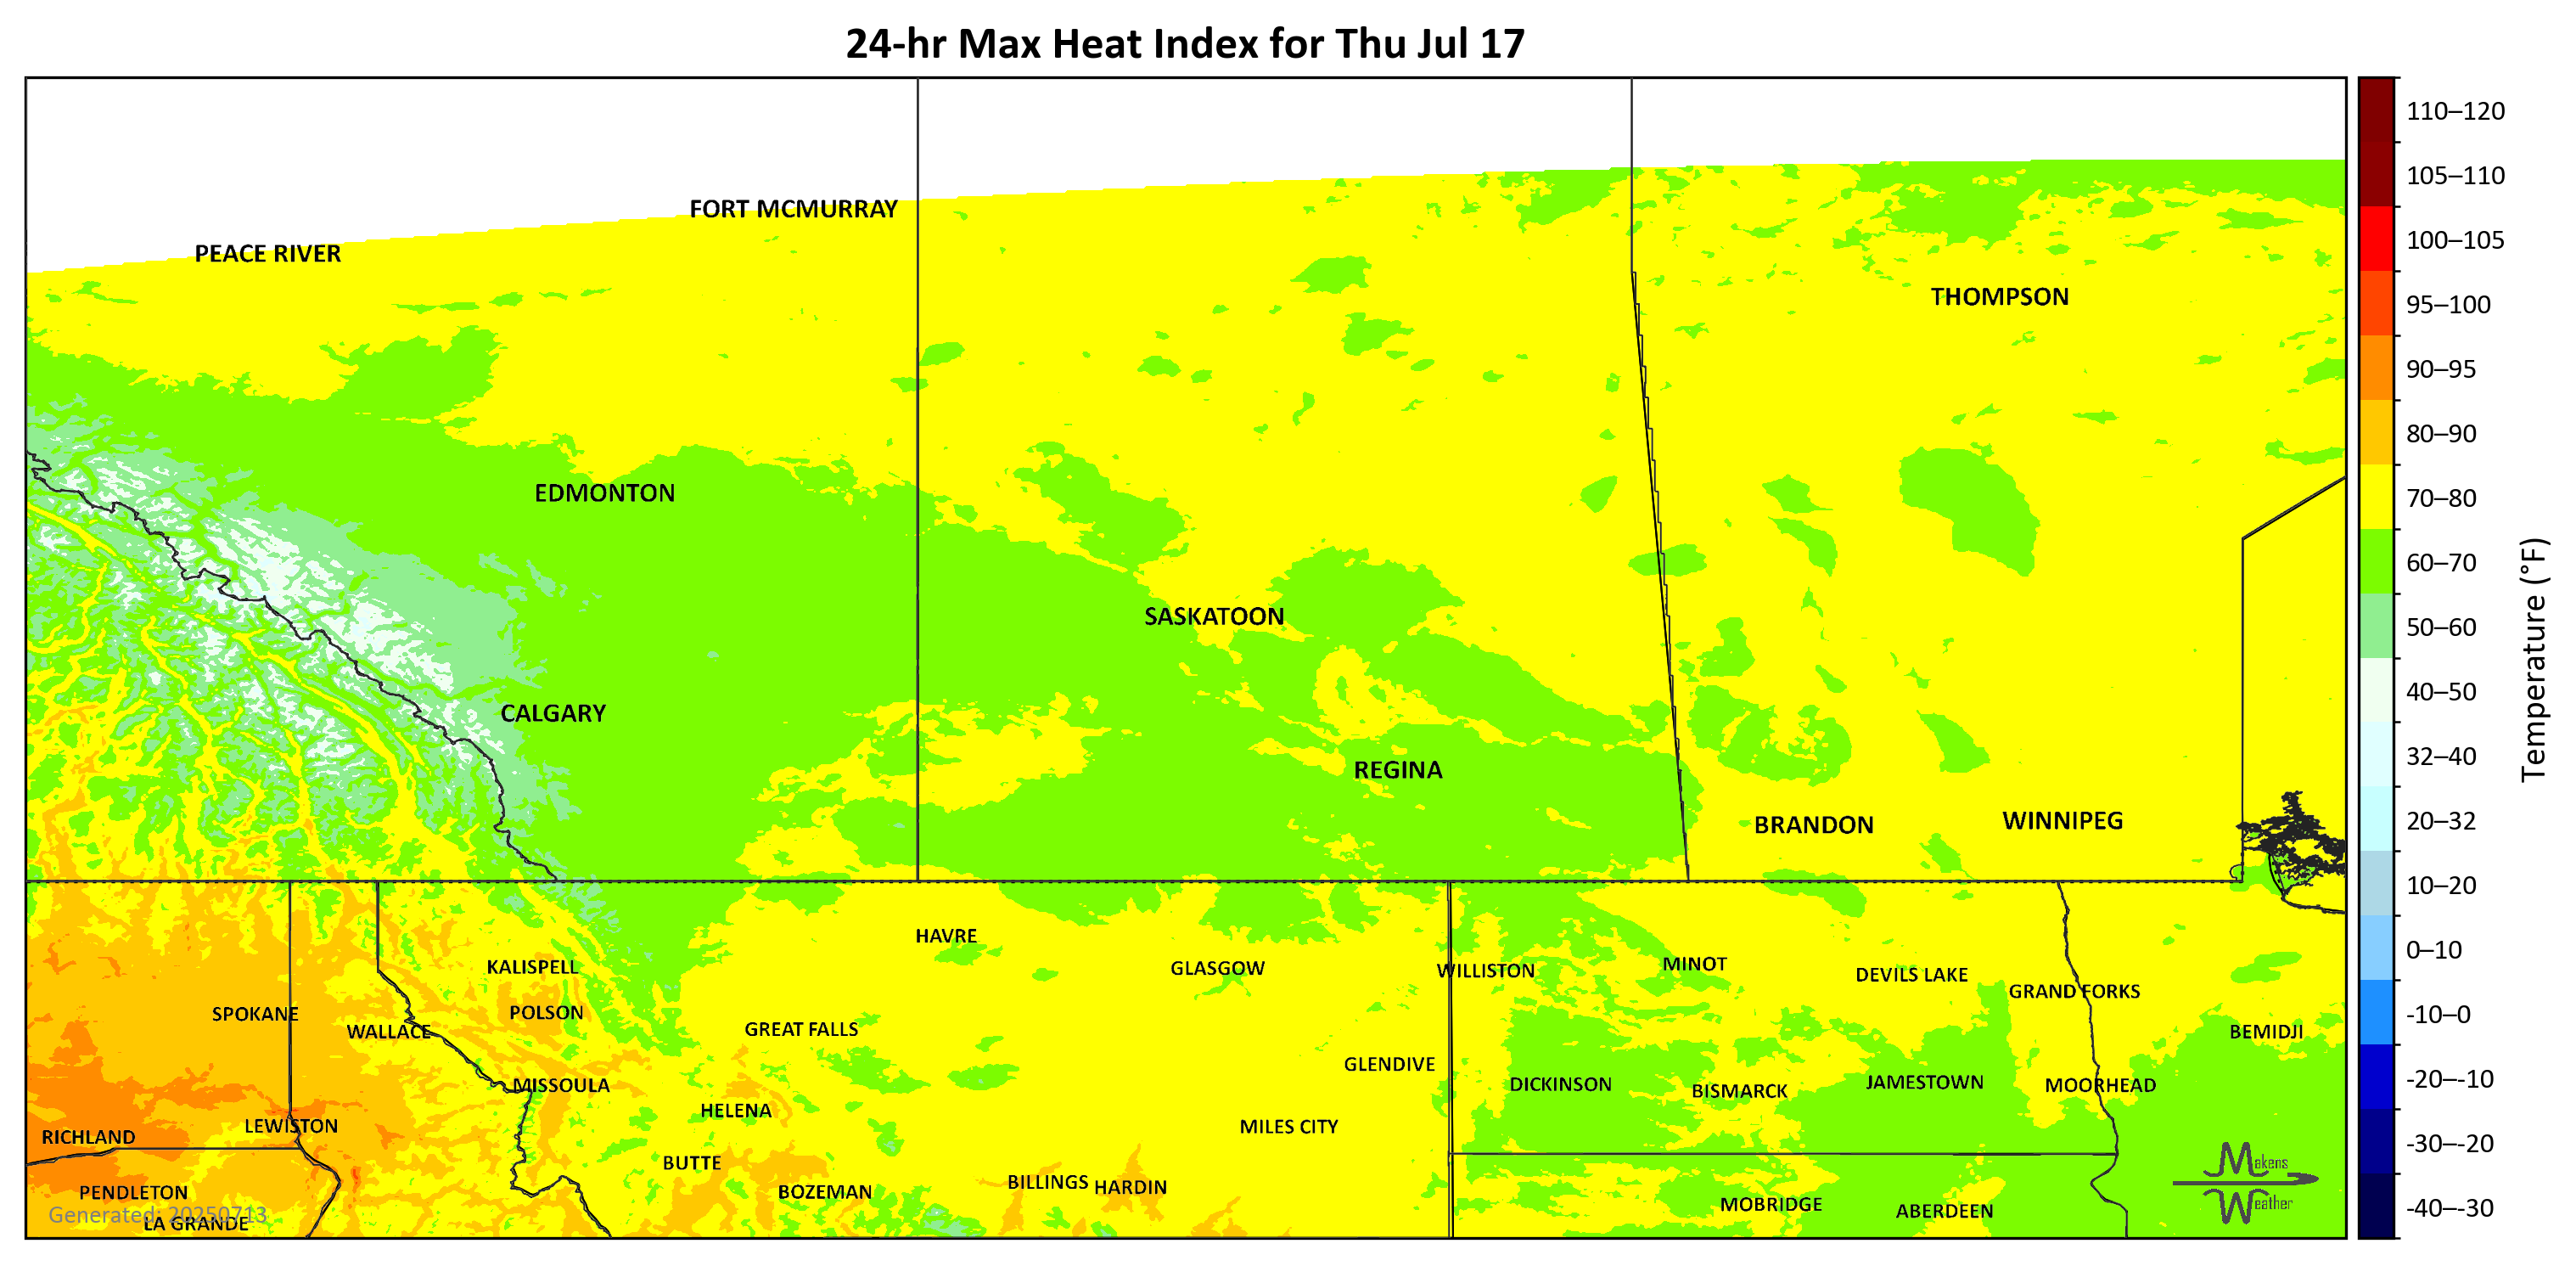 24-hr Max Heat Index for Thu Jul 17
FORT MCMURRAY
PEACE RIVER
THOMPSON
EDMONTON
SASKATOON
CALGARY
REGINA
BRANDON
WINNIPEG
HAVRE
KALISPELL
GLASGOW
WILLISTON
MINOT
DEVILS LAKE
GRAND FORKS
SPOKANE
POLSON
WALLACE
GREAT FALLS
BEMIDJI
GLENDIVE
MISSOULA
DICKINSON
BISMARCK
JAMESTOWN
MOORHEAD
HELENA
LEWISTON
MILES CITY
RICHLAND
BUTTE
BILLINGS
HARDIN
PENDLETON
BOZEMAN
MOBRIDGE
ABERDEEN
Generated: 20250713
LA GRANDE
Makens
Weather
110–120
105–110
100–105
95–100
90–95
80–90
70–80
60–70
50–60
40–50
32–40
20–32
10–20
0–10
-10–0
-20–-10
-30–-20
-40–-30
Temperature (°F)